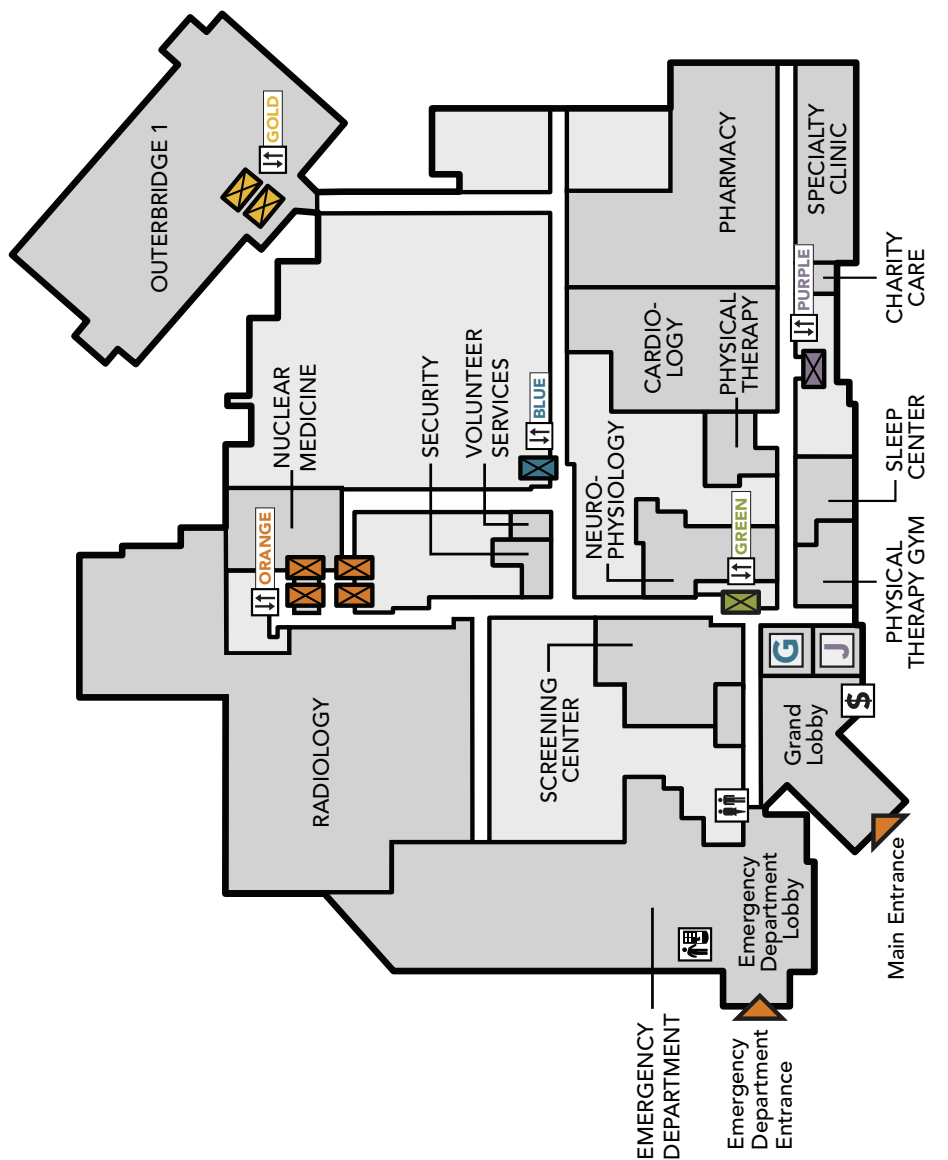 OUTERBRIDGE 1
GOLD
NUCLEAR
MEDICINE
ORANGE
SECURITY
VOLUNTEER
SERVICES
BLUE
RADIOLOGY
PHARMACY
SPECIALTY
CLINIC
CARDIO-
LOGY
PHYSICAL
THERAPY
PURPLE
CHARITY
CARE
NEURO-
PHYSIOLOGY
GREEN
SLEEP
CENTER
PHYSICAL
THERAPY GYM
SCREENING
CENTER
G
J
$
Grand
Lobby
Main Entrance
Emergency
Department
Lobby
EMERGENCY
DEPARTMENT
Emergency
Department
Entrance